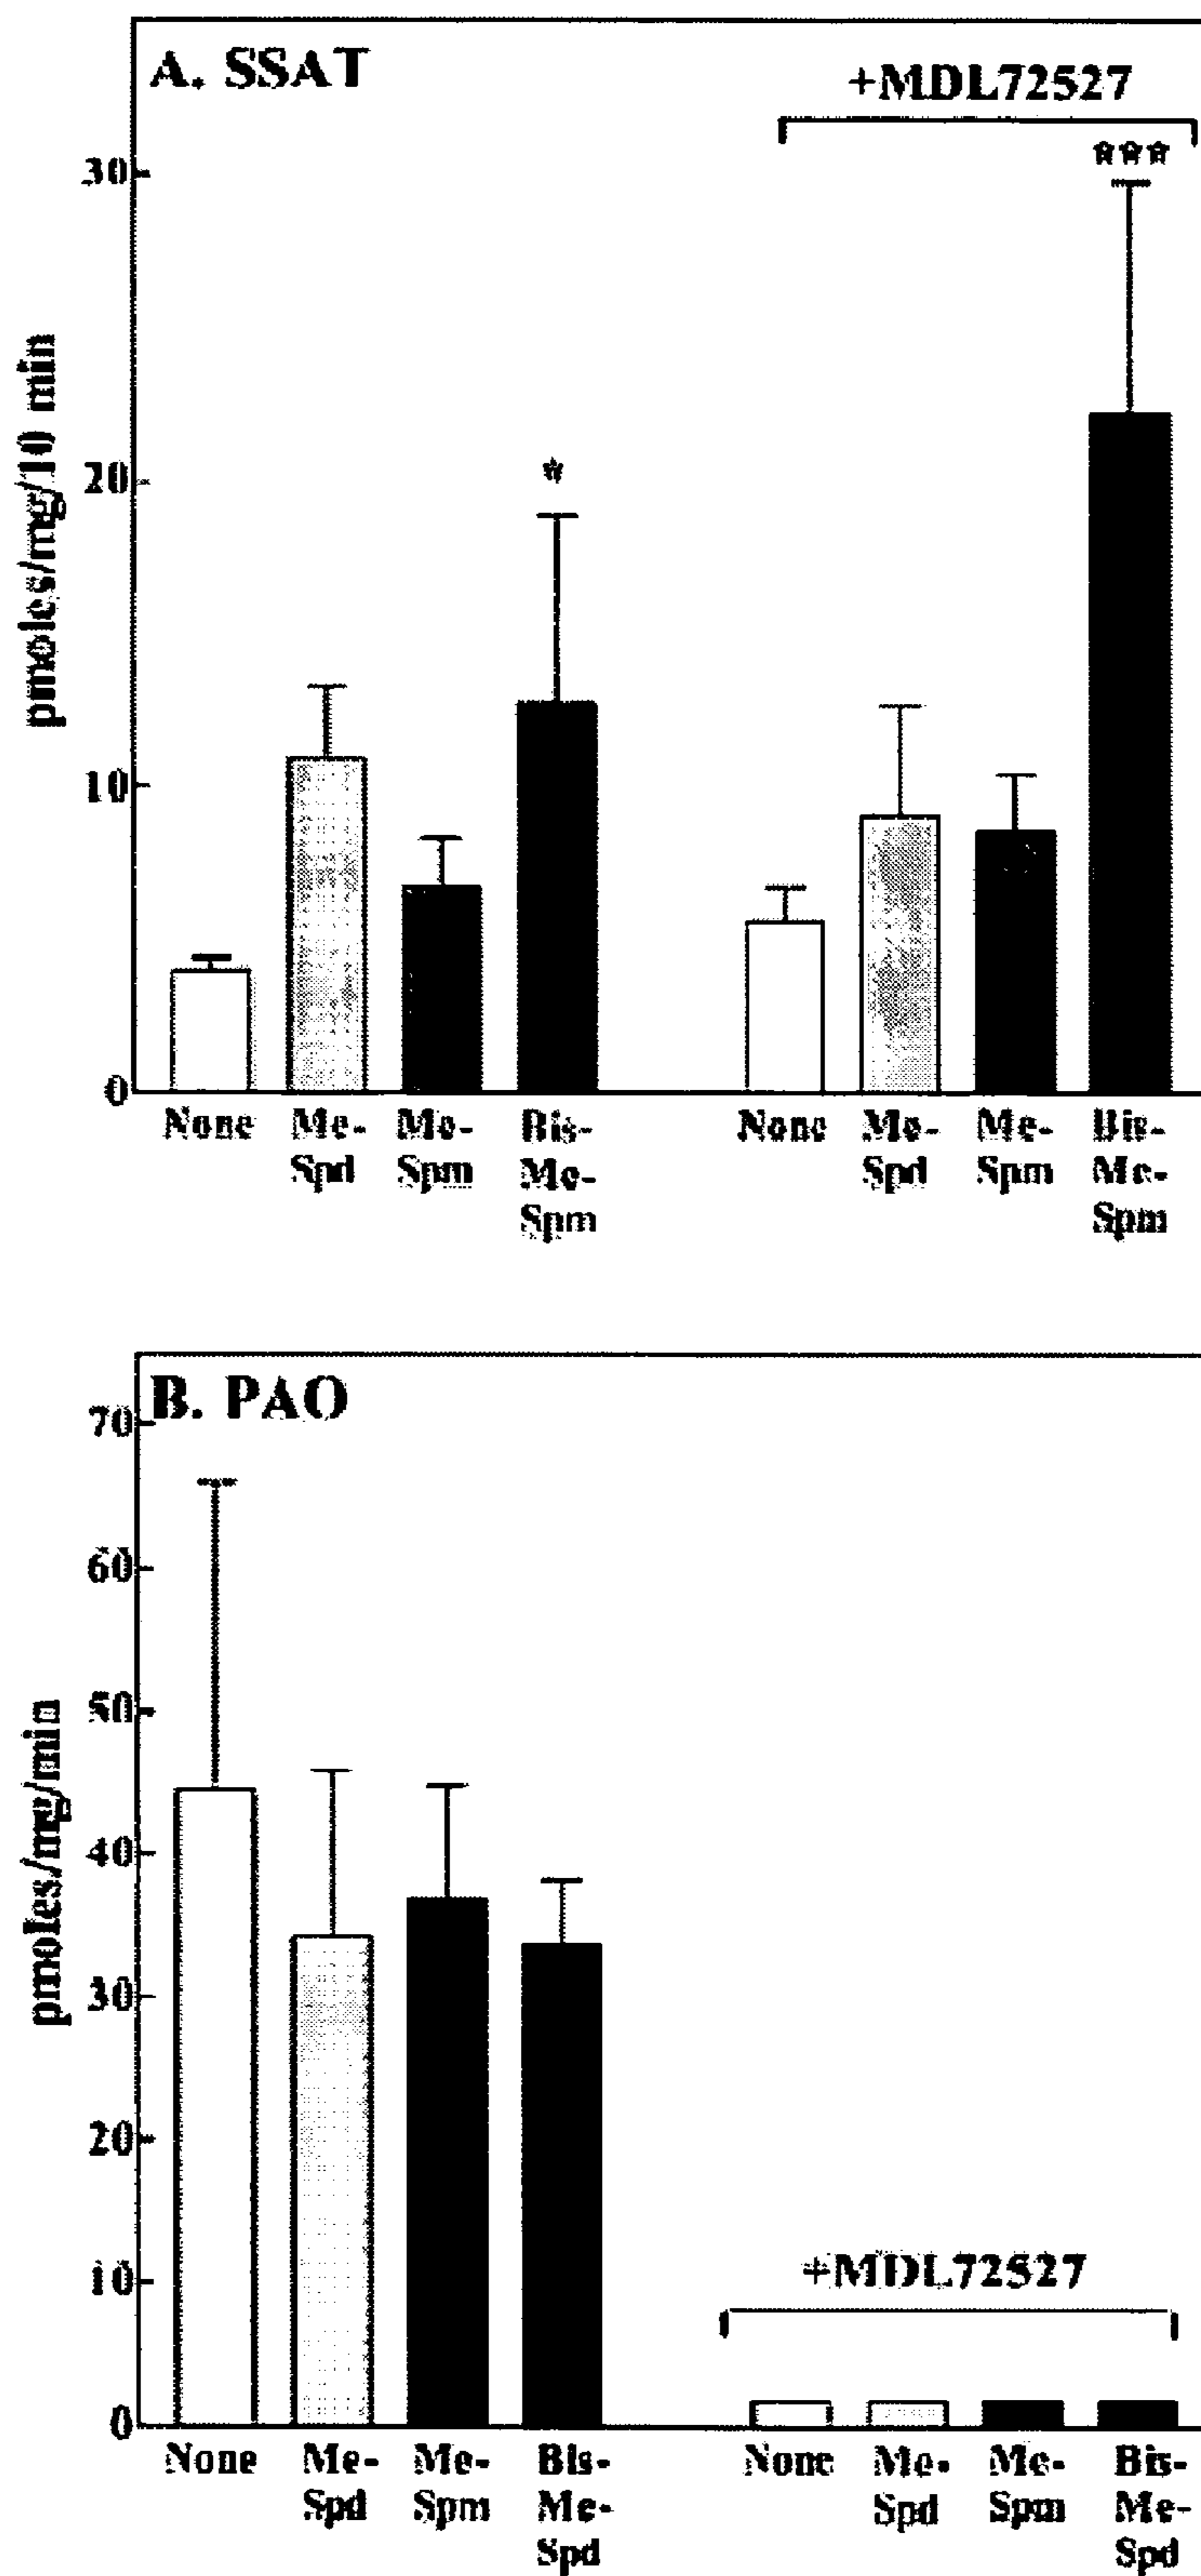 A. SSAT
+MDL72527
***
30
*
20
10
0
pmoles/mg/10 min
None Me- Me- Bis- None Me- Me- Bis-
Spd Spm Me- Spd Spm Me-
Spm Spm
B. PAO
70
60
50
40
30
20
10
0
pmoles/mg/min
+MDL72527
None Me- Me- Bis- None Me- Me- Bis-
Spd Spm Me- Spd Spm Me-
Spd Spd